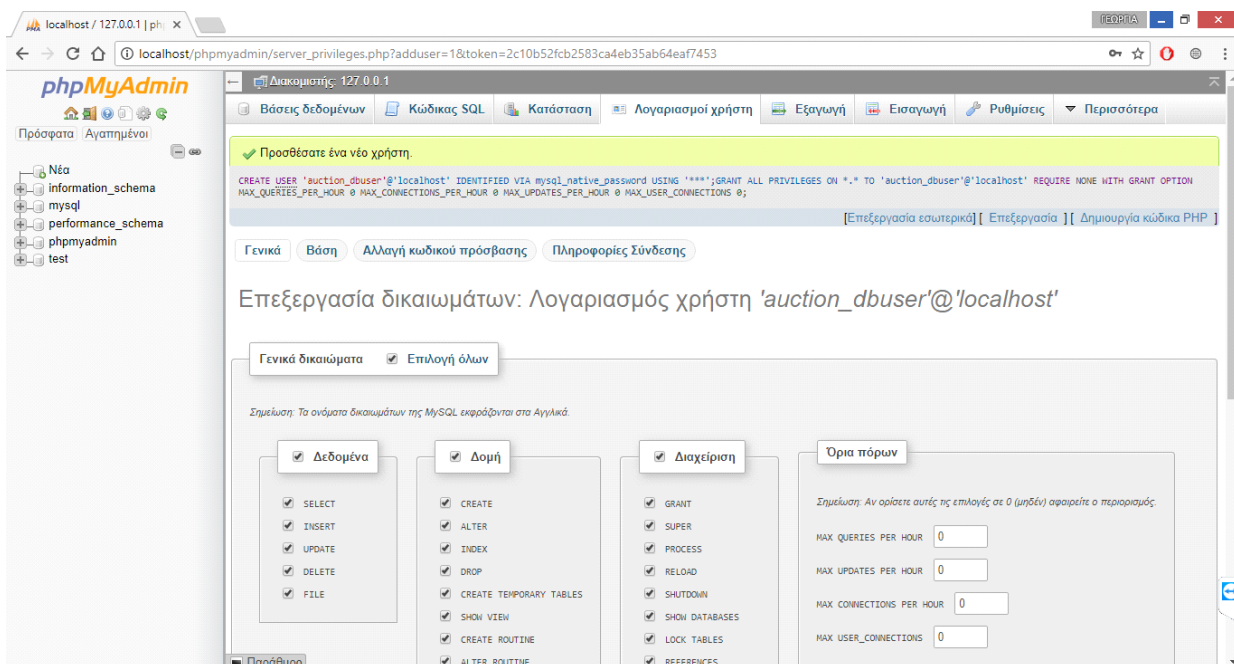 localhost / 127.0.0.1 | ph
ΓΕΩΡΓΙΑ
localhost/phpmyadmin/server_privileges.php?adduser=1&token=2c10b52fcb2583ca4eb35ab64eaf7453
phpMyAdmin
Πρόσφατα Αγαπημένοι
Νέα
information_schema
mysql
performance_schema
phpmyadmin
test
Διακομιστής: 127.0.0.1
Βάσεις δεδομένων Κώδικας SQL Κατάσταση Λογαριασμοί χρήστη Εξαγωγή Εισαγωγή Ρυθμίσεις Περισσότερα
Προσθέσατε ένα νέο χρήστη.
CREATE USER 'auction_dbuser'@'localhost' IDENTIFIED VIA mysql_native_password USING '***';GRANT ALL PRIVILEGES ON *.* TO 'auction_dbuser'@'localhost' REQUIRE NONE WITH GRANT OPTION
MAX_QUERIES_PER_HOUR 0 MAX_CONNECTIONS_PER_HOUR 0 MAX_UPDATES_PER_HOUR 0 MAX_USER_CONNECTIONS 0;
[Επεξεργασία εσωτερικά] [ Επεξεργασία ] [ Δημιουργία κώδικα PHP ]
Γενικά Βάση Αλλαγή κωδικού πρόσβασης Πληροφορίες Σύνδεσης
Επεξεργασία δικαιωμάτων: Λογαριασμός χρήστη 'auction_dbuser'@'localhost'
Γενικά δικαιώματα Επιλογή όλων
Σημείωση: Τα ονόματα δικαιωμάτων της MySQL εκφράζονται στα Αγγλικά.
Δεδομένα
SELECT
INSERT
UPDATE
DELETE
FILE
Δομή
CREATE
ALTER
INDEX
DROP
CREATE TEMPORARY TABLES
SHOW VIEW
CREATE ROUTINE
ALTER ROUTINE
Διαχείριση
GRANT
SUPER
PROCESS
RELOAD
SHUTDOWN
SHOW DATABASES
LOCK TABLES
REFERENCES
Όρια πόρων
Σημείωση: Αν ορίσετε αυτές τις επιλογές σε 0 (μηδέν) αφαιρείτε ο περιορισμός.
MAX QUERIES PER HOUR 0
MAX UPDATES PER HOUR 0
MAX CONNECTIONS PER HOUR 0
MAX USER_CONNECTIONS 0
Παράθυρο